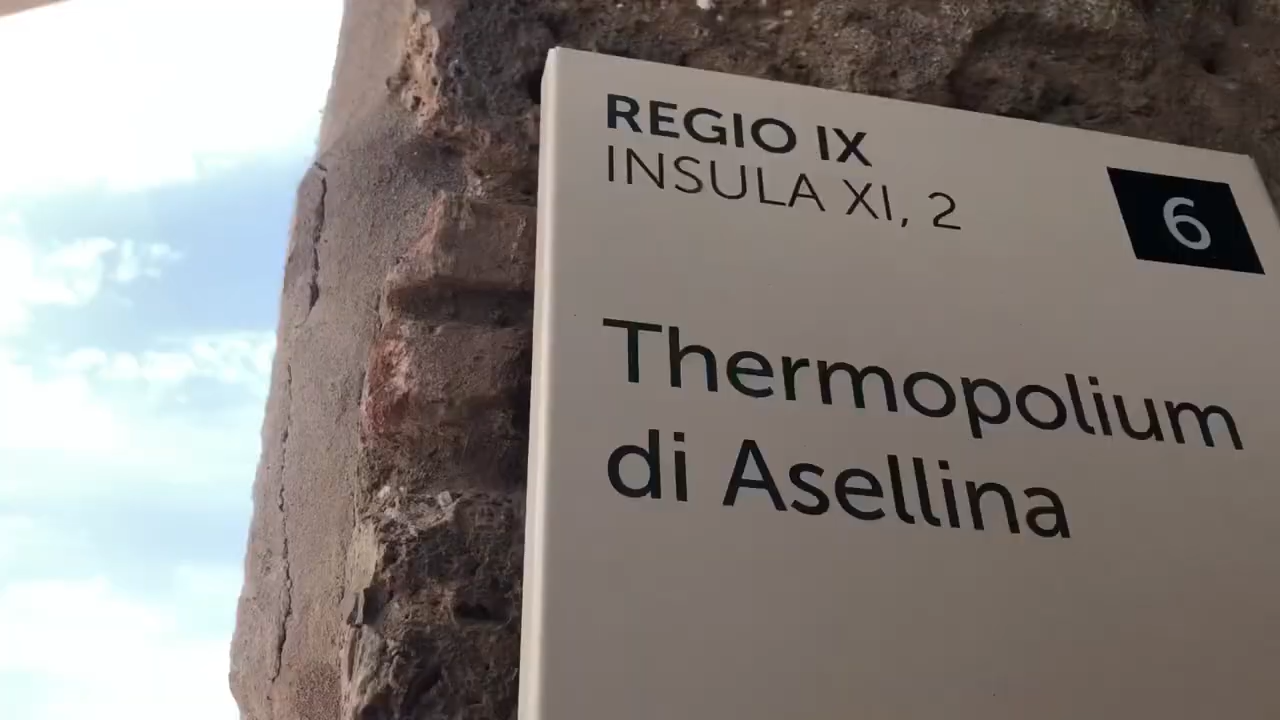 REGIO IX
INSULA XI, 2
6
Thermopolium
di Asellina